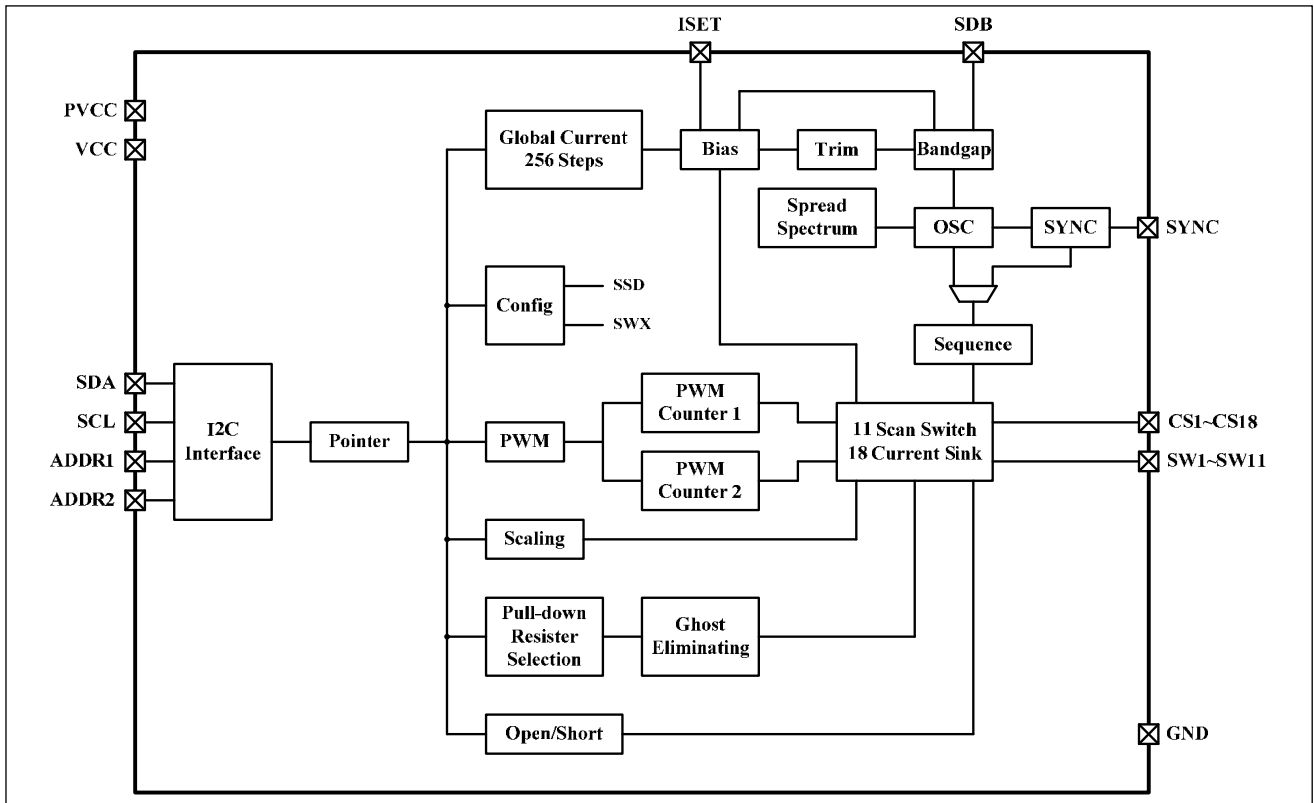 ISET
SDB
PVCC
VCC
Global Current
256 Steps
Bias
Trim
Bandgap
Spread
Spectrum
OSC
SYNC
SYNC
Config
SSD
SWX
Sequence
SDA
SCL
ADDR1
ADDR2
I2C
Interface
Pointer
PWM
PWM
Counter 1
PWM
Counter 2
11 Scan Switch
18 Current Sink
CS1~CS18
SW1~SW11
Scaling
Pull-down
Resister
Selection
Ghost
Eliminating
Open/Short
GND